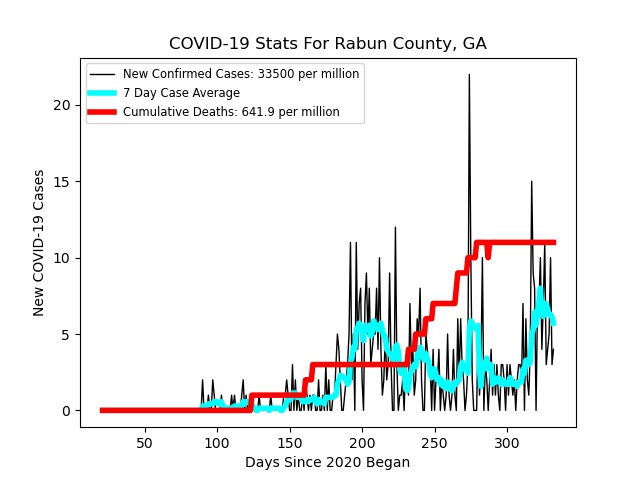 COVID-19 Stats For Rabun County, GA
New Confirmed Cases: 33500 per million
7 Day Case Average
Cumulative Deaths: 641.9 per million
New COVID-19 Cases
20
15
10
5
0
50
100
150
200
250
300
Days Since 2020 Began